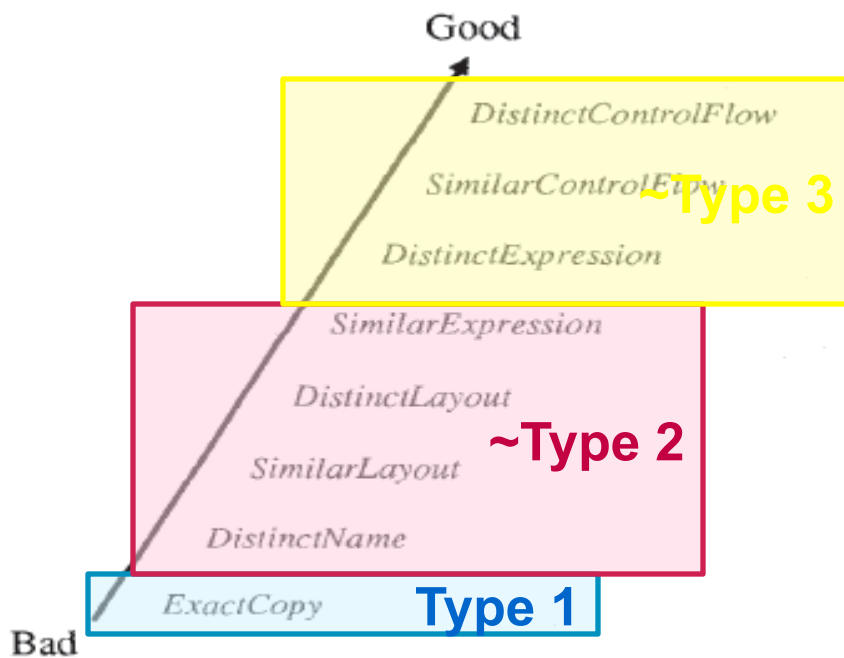 Good
DistinctControlFlow
SimilarControlFlow
~Type 3
DistinctExpression
SimilarExpression
DistinctLayout
~Type 2
SimilarLayout
DistinctName
ExactCopy
Type 1
Bad